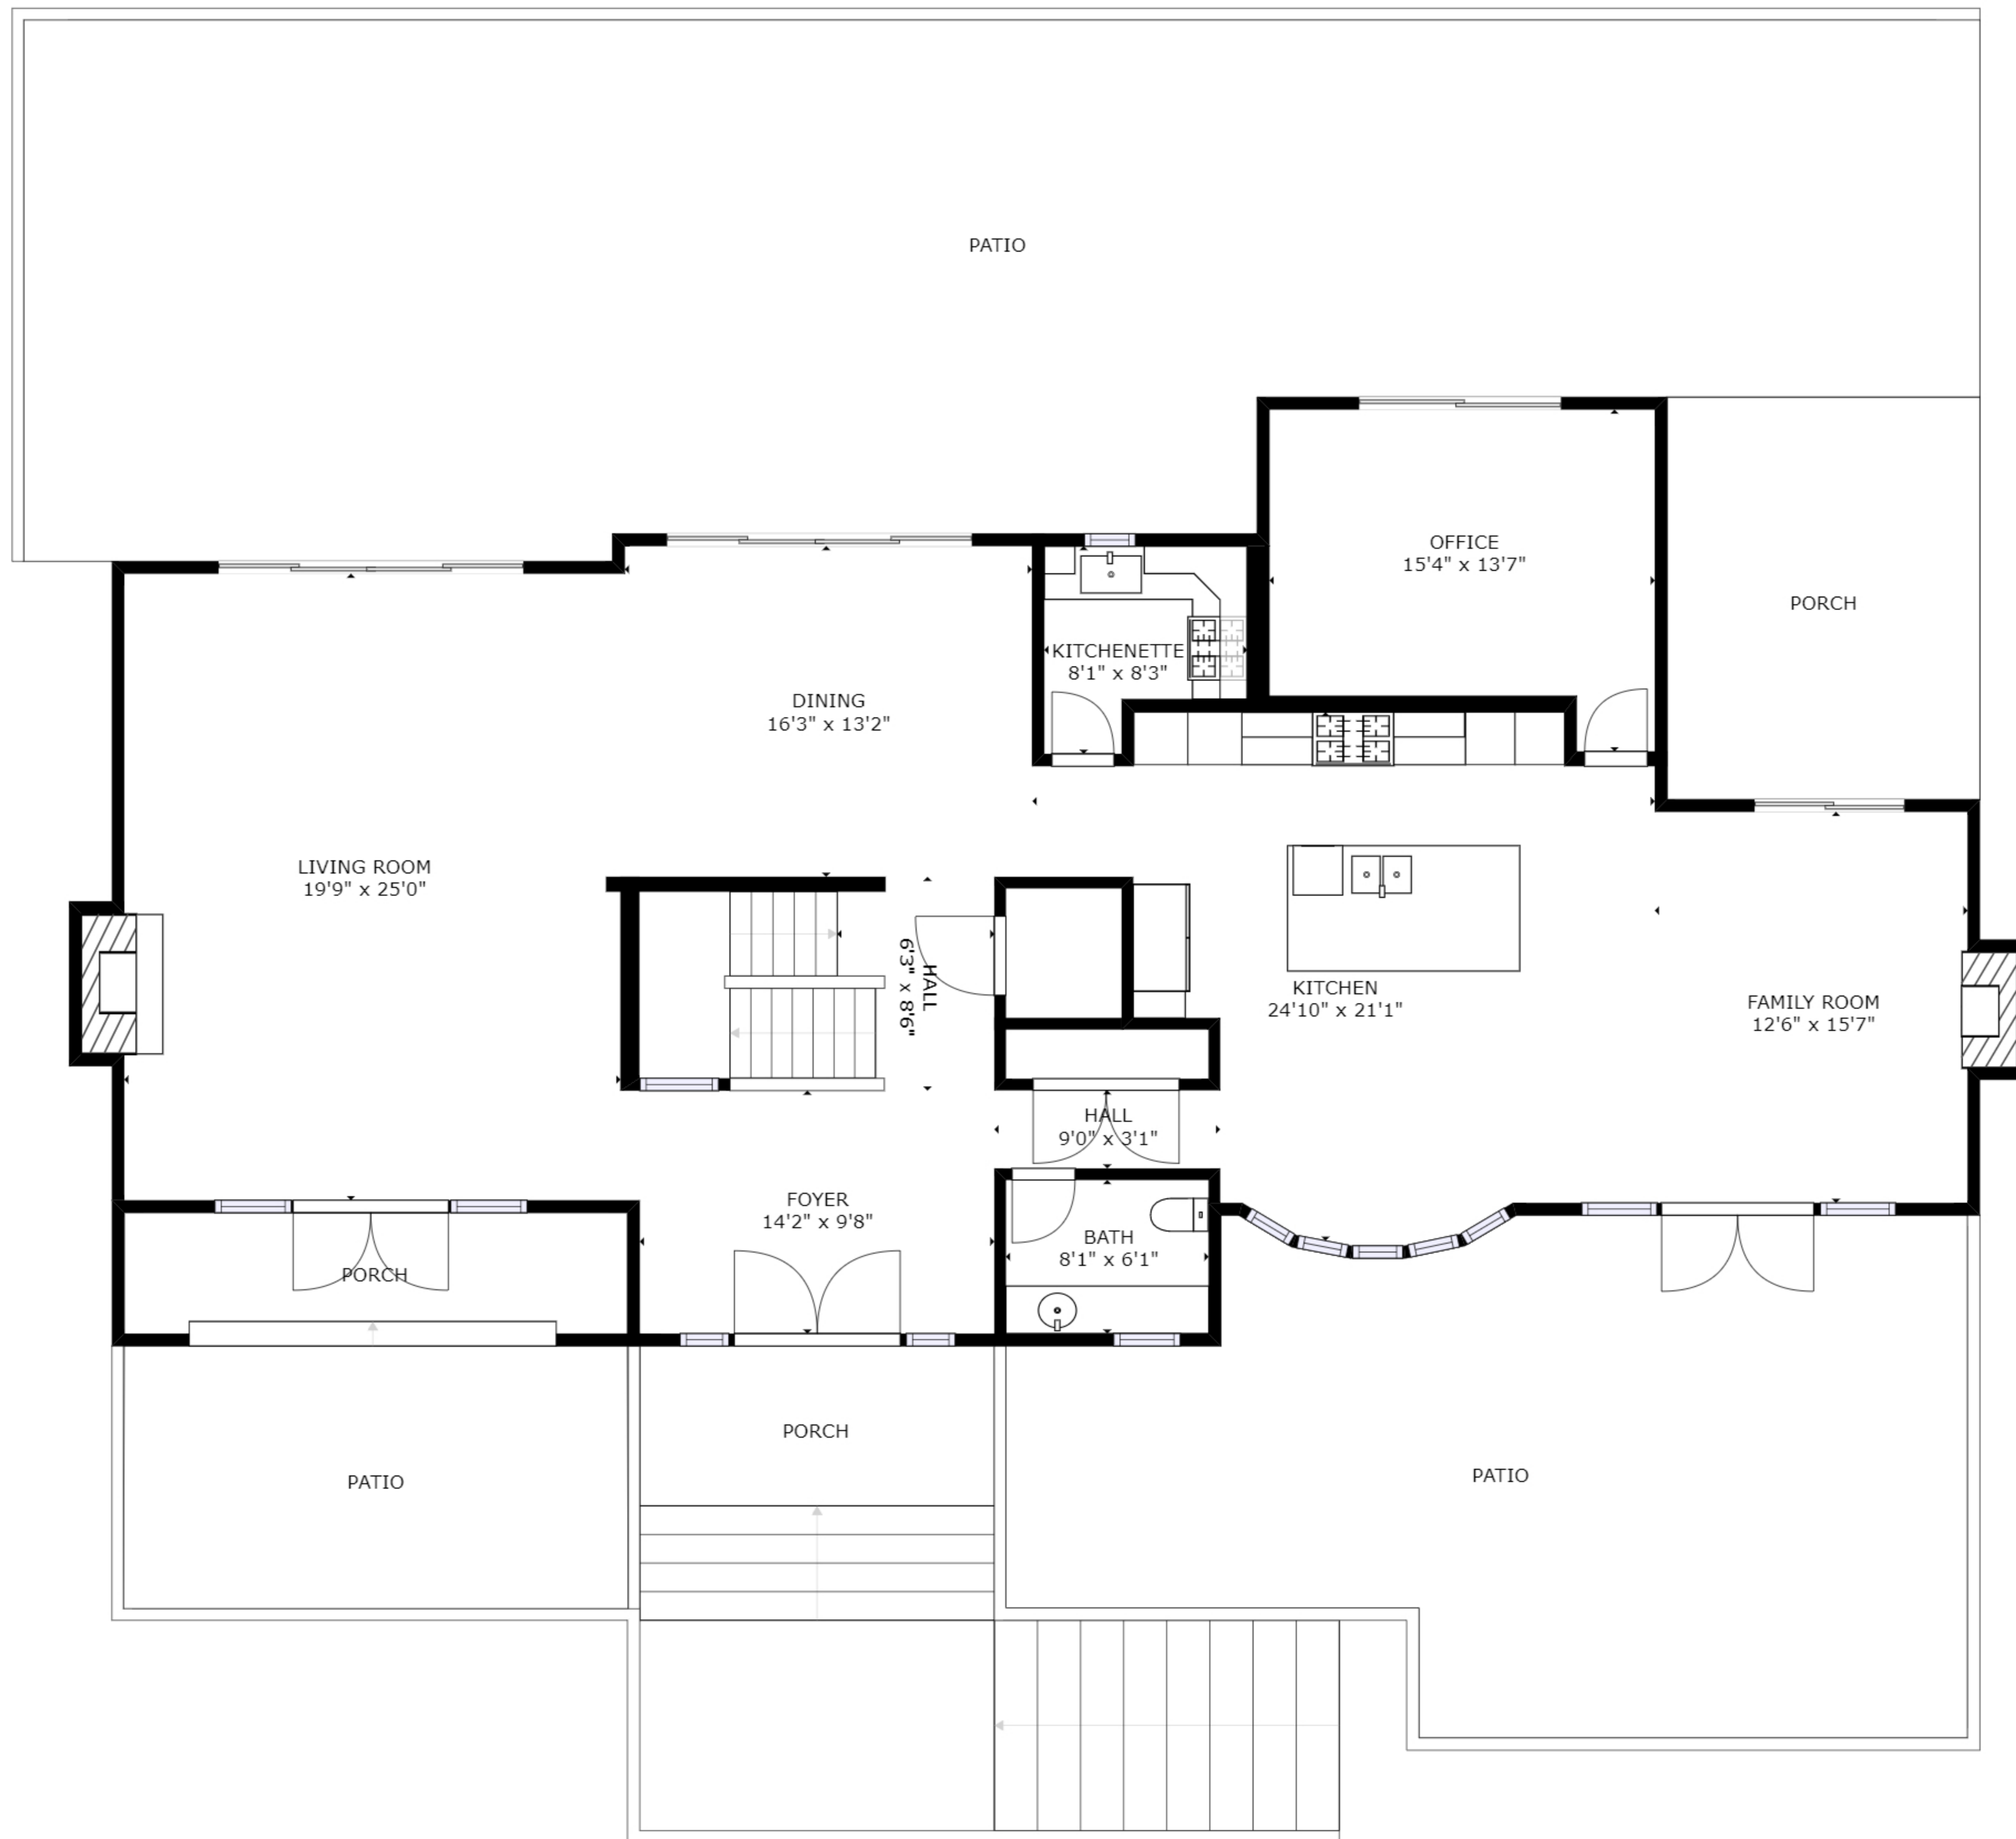 PATIO
OFFICE
15'4" x 13'7"
PORCH
KITCHENETTE
8'1" x 8'3"
DINING
16'3" x 13'2"
LIVING ROOM
19'9" x 25'0"
HALL
6'3" x 8'6"
KITCHEN
24'10" x 21'1"
FAMILY ROOM
12'6" x 15'7"
HALL
9'0" x 3'1"
FOYER
14'2" x 9'8"
BATH
8'1" x 6'1"
PORCH
PORCH
PATIO
PATIO